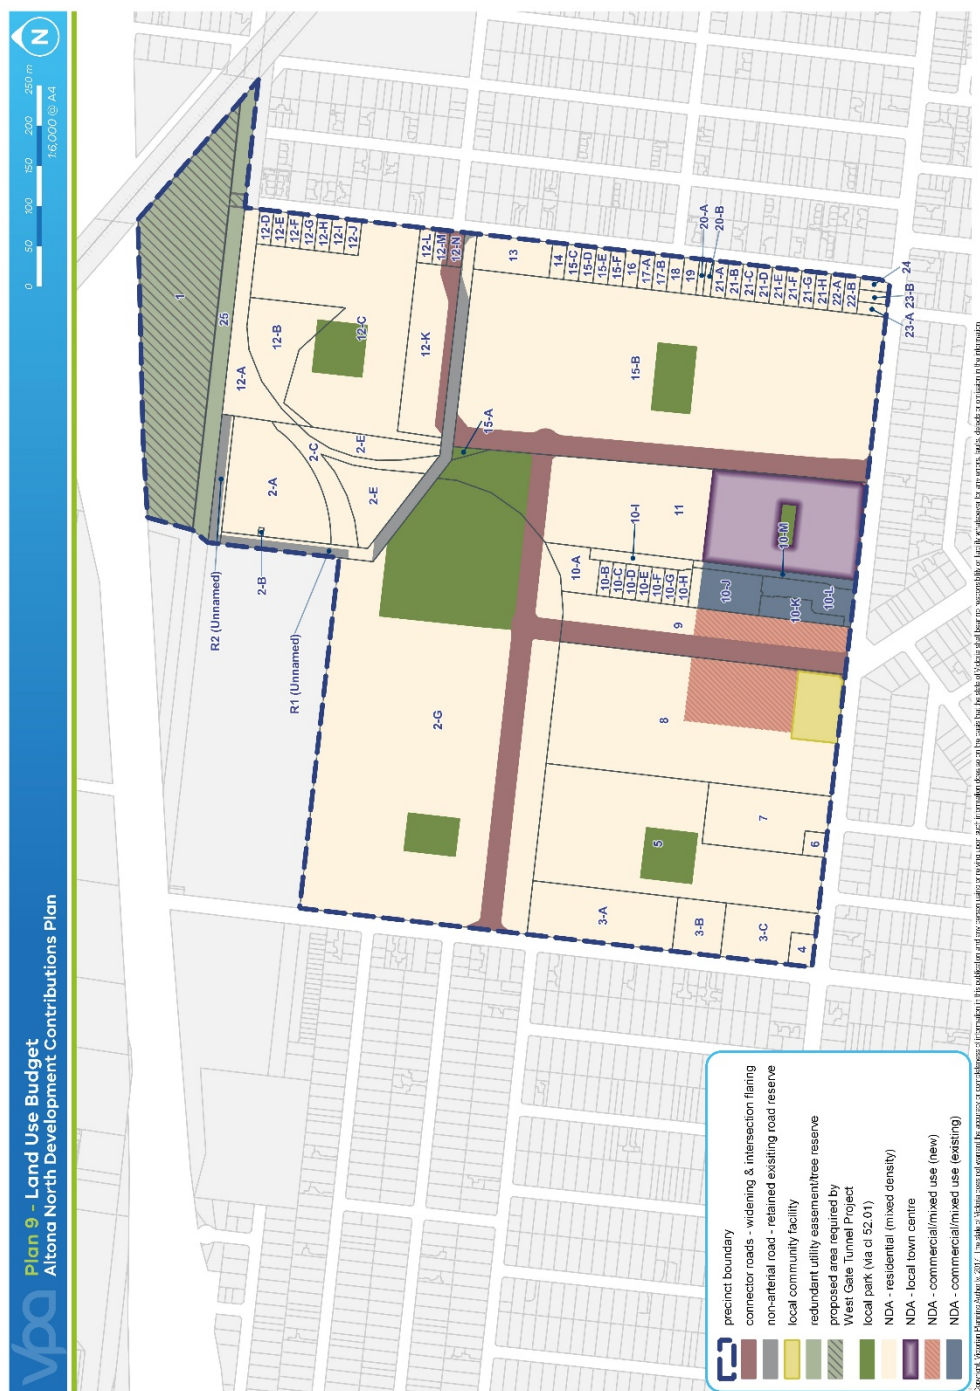 vpa
Plan 9 - Land Use Budget
Altona North Development Contributions Plan
0 50 100 150 200 250 m
1:6,000 @ A4
N
1
25
R2 (Unnamed)
R1 (Unnamed)
2-A
2-B
2-C
2-E
2-E
2-G
12-A
12-B
12-C
12-D
12-E
12-F
12-G
12-H
12-I
12-J
12-K
12-L
12-M
12-N
13
14
15-A
15-B
15-C
15-D
15-E
15-F
16
17-A
17-B
18
19
20-A
20-B
21-A
21-B
21-C
21-D
21-E
21-F
21-G
21-H
22-A
22-B
23-A
23-B
24
11
10-A
10-B
10-C
10-D
10-E
10-F
10-G
10-H
10-I
10-J
10-K
10-L
10-M
9
8
7
6
5
3-A
3-B
3-C
4
precinct boundary
connector roads - widening & intersection flaring
non-arterial road - retained exisiting road reserve
local community facility
redundant utility easement/tree reserve
proposed area required by
West Gate Tunnel Project
local park (via cl 52.01)
NDA - residential (mixed density)
NDA - local town centre
NDA - commercial/mixed use (new)
NDA - commercial/mixed use (existing)